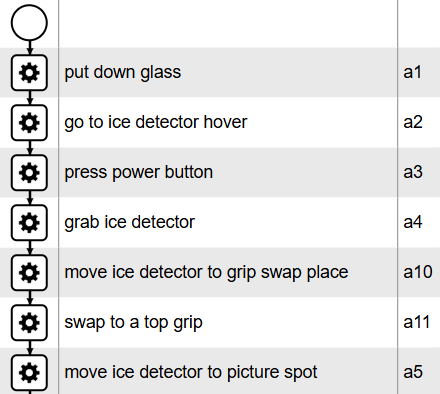 put down glass a1
go to ice detector hover a2
press power button a3
grab ice detector a4
move ice detector to grip swap place a10
swap to a top grip a11
move ice detector to picture spot a5